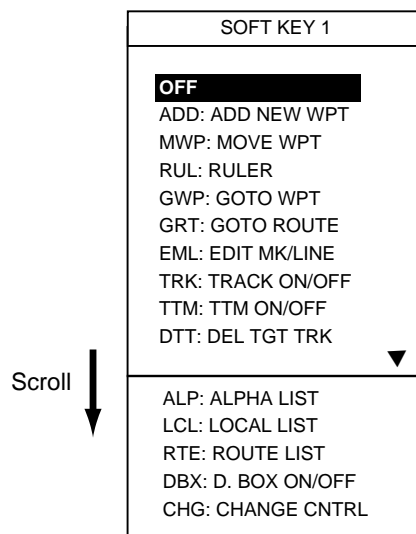 SOFT KEY 1
OFF
ADD: ADD NEW WPT
MWP: MOVE WPT
RUL: RULER
GWP: GOTO WPT
GRT: GOTO ROUTE
EML: EDIT MK/LINE
TRK: TRACK ON/OFF
TTM: TTM ON/OFF
DTT: DEL TGT TRK
Scroll
ALP: ALPHA LIST
LCL: LOCAL LIST
RTE: ROUTE LIST
DBX: D. BOX ON/OFF
CHG: CHANGE CNTRL